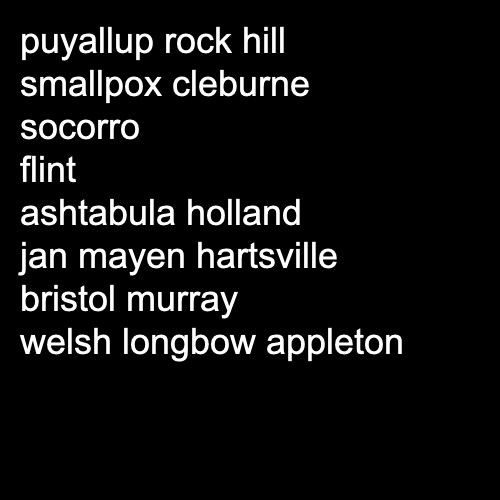 puyallup rock hill
smallpox cleburne
socorro
flint
ashtabula holland
jan mayen hartsville
bristol murray
welsh longbow appleton